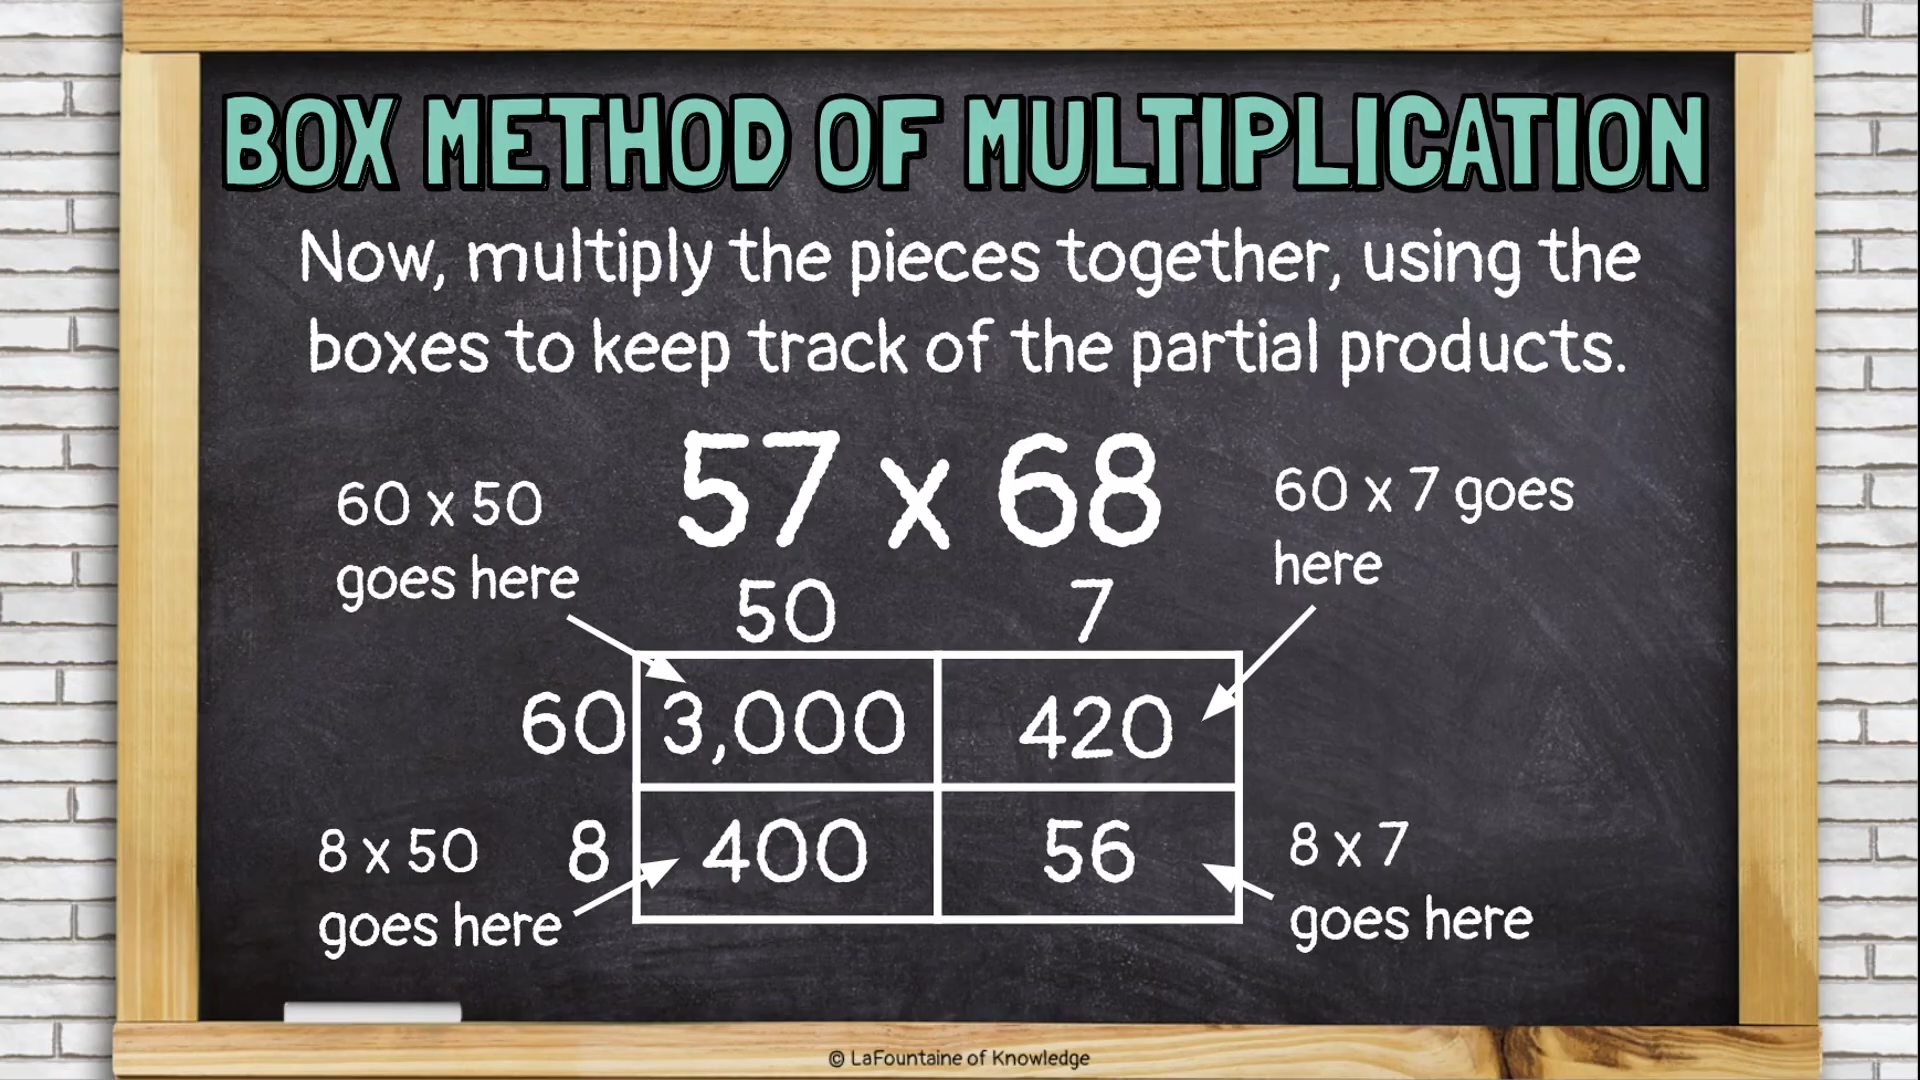 BOX METHOD OF MULTIPLICATION
Now, multiply the pieces together, using the
boxes to keep track of the partial products.
57 x 68
60 x 50
goes here
60 x 7 goes
here
50 7
60 3,000 420
8 400 56
8 x 50
goes here
8 x 7
goes here
© LaFountaine of Knowledge